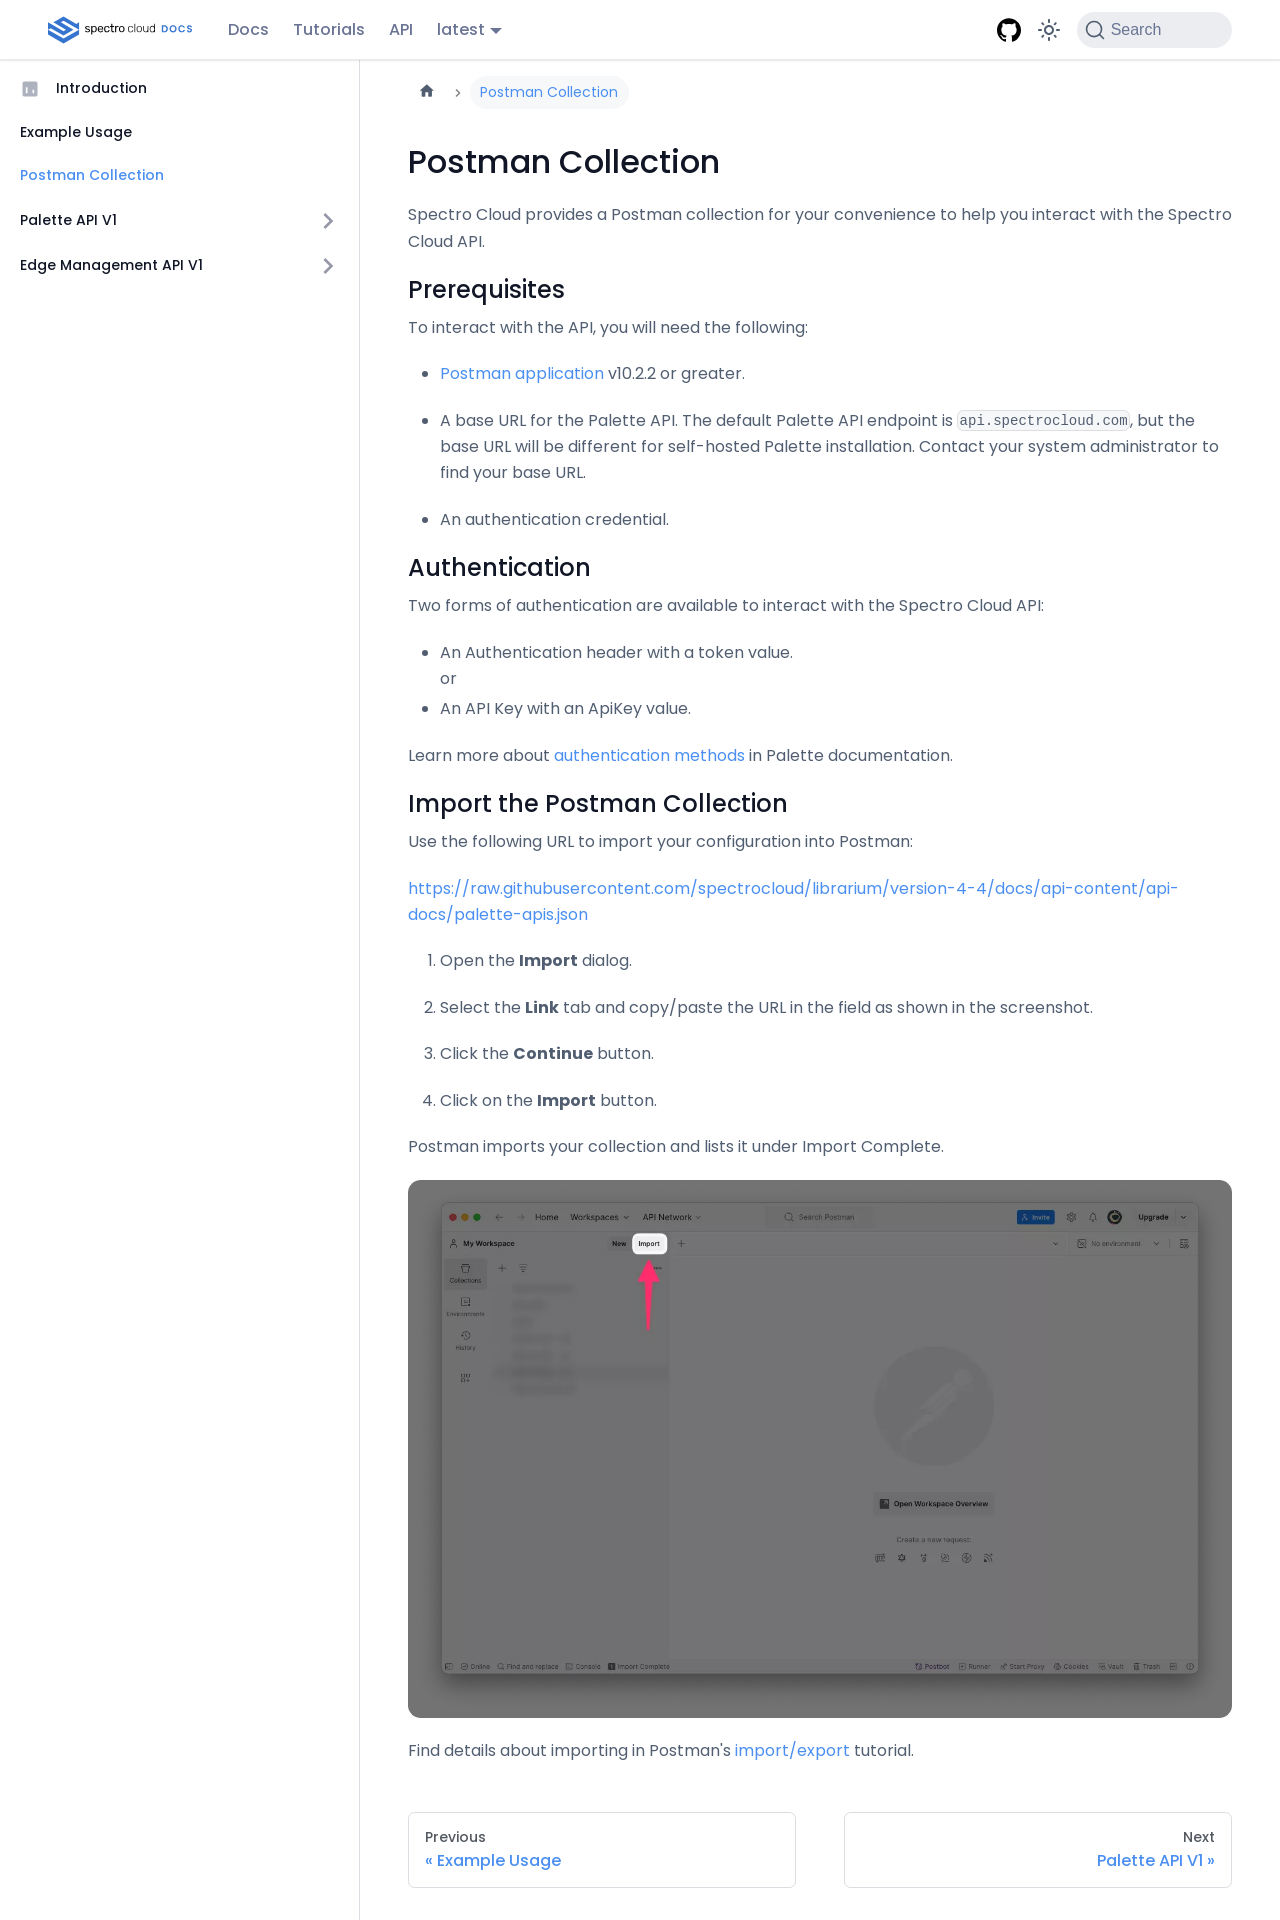 spectro cloud DOCS
Docs
Tutorials
API
latest
Search
Introduction
Example Usage
Postman Collection
Palette API V1
Edge Management API V1
Postman Collection
Postman Collection
Spectro Cloud provides a Postman collection for your convenience to help you interact with the Spectro
Cloud API.
Prerequisites
To interact with the API, you will need the following:
Postman application v10.2.2 or greater.
A base URL for the Palette API. The default Palette API endpoint is api.spectrocloud.com, but the
base URL will be different for self-hosted Palette installation. Contact your system administrator to
find your base URL.
An authentication credential.
Authentication
Two forms of authentication are available to interact with the Spectro Cloud API:
An Authentication header with a token value.
or
An API Key with an ApiKey value.
Learn more about authentication methods in Palette documentation.
Import the Postman Collection
Use the following URL to import your configuration into Postman:
https://raw.githubusercontent.com/spectrocloud/librarium/version-4-4/docs/api-content/api-
docs/palette-apis.json
1. Open the Import dialog.
2. Select the Link tab and copy/paste the URL in the field as shown in the screenshot.
3. Click the Continue button.
4. Click on the Import button.
Postman imports your collection and lists it under Import Complete.
Home
Workspaces
API Network
Search Postman
Invite
Upgrade
My Workspace
New
Import
No environment
Collections
Environments
History
Open Workspace Overview
Create a new request:
Online
Find and replace
Console
Import Complete
Postbot
Runner
Start Proxy
Cookies
Vault
Trash
Find details about importing in Postman's import/export tutorial.
Previous
« Example Usage
Next
Palette API V1 »